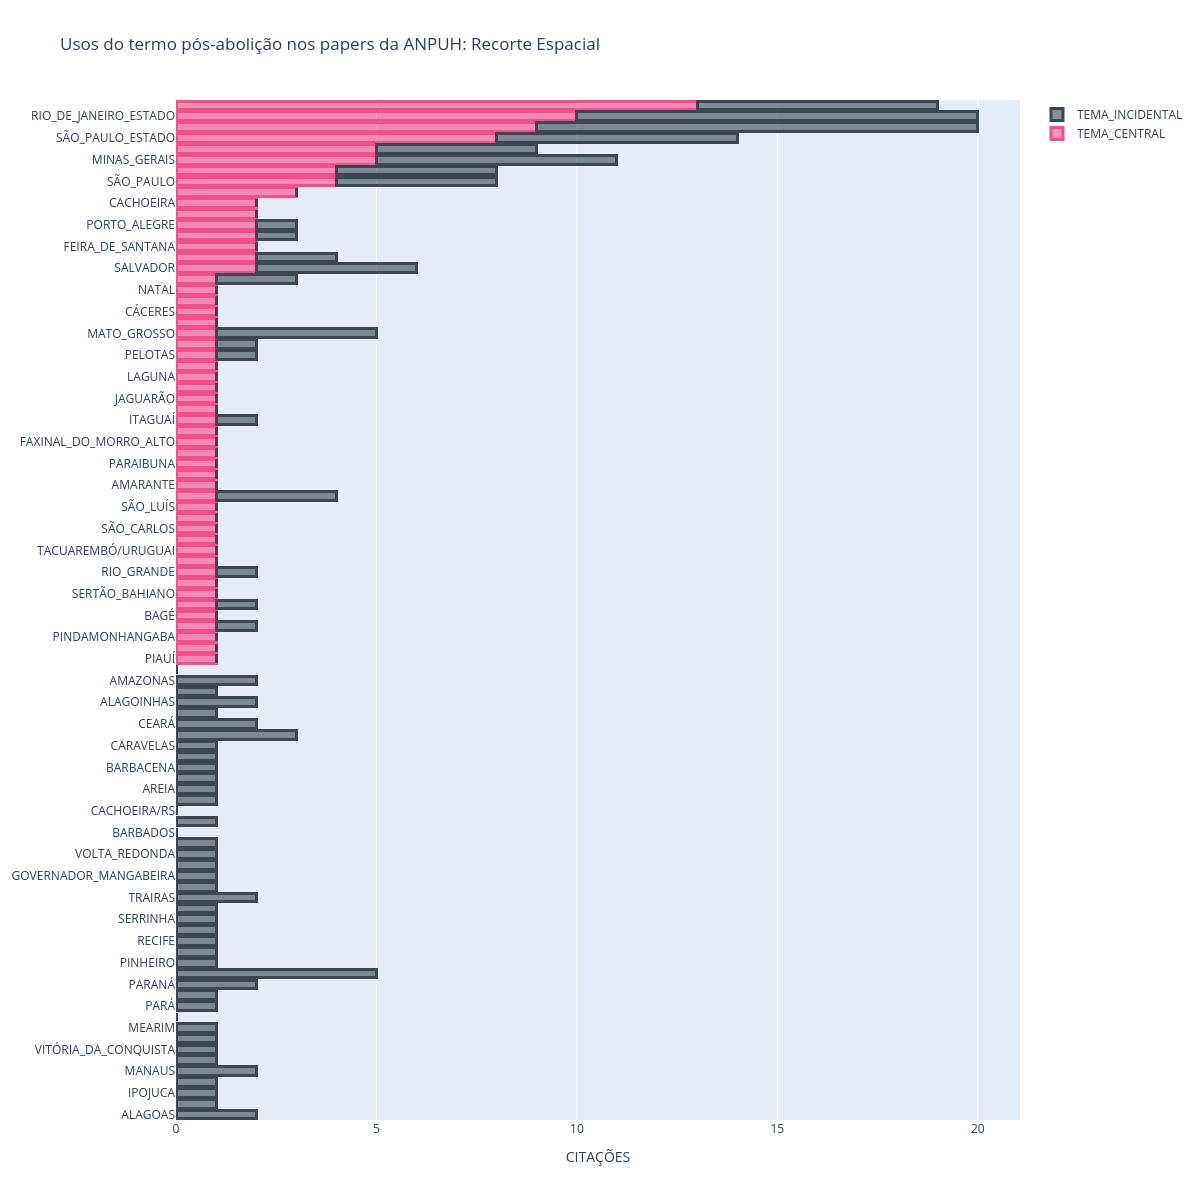 Usos do termo pós-abolição nos papers da ANPUH: Recorte Espacial
RIO_DE_JANEIRO_ESTADO
SÃO_PAULO_ESTADO
MINAS_GERAIS
SÃO_PAULO
CACHOEIRA
PORTO_ALEGRE
FEIRA_DE_SANTANA
SALVADOR
NATAL
CÁCERES
MATO_GROSSO
PELOTAS
LAGUNA
JAGUARÃO
ITAGUAÍ
FAXINAL_DO_MORRO_ALTO
PARAIBUNA
AMARANTE
SÃO_LUÍS
SÃO_CARLOS
TACUAREMBÓ/URUGUAI
RIO_GRANDE
SERTÃO_BAHIANO
BAGÉ
PINDAMONHANGABA
PIAUÍ
AMAZONAS
ALAGOINHAS
CEARÁ
CARAVELAS
BARBACENA
AREIA
CACHOEIRA/RS
BARBADOS
VOLTA_REDONDA
GOVERNADOR_MANGABEIRA
TRAIRAS
SERRINHA
RECIFE
PINHEIRO
PARANÁ
PARÁ
MEARIM
VITÓRIA_DA_CONQUISTA
MANAUS
IPOJUCA
ALAGOAS
0 5 10 15 20
CITAÇÕES
TEMA_INCIDENTAL
TEMA_CENTRAL